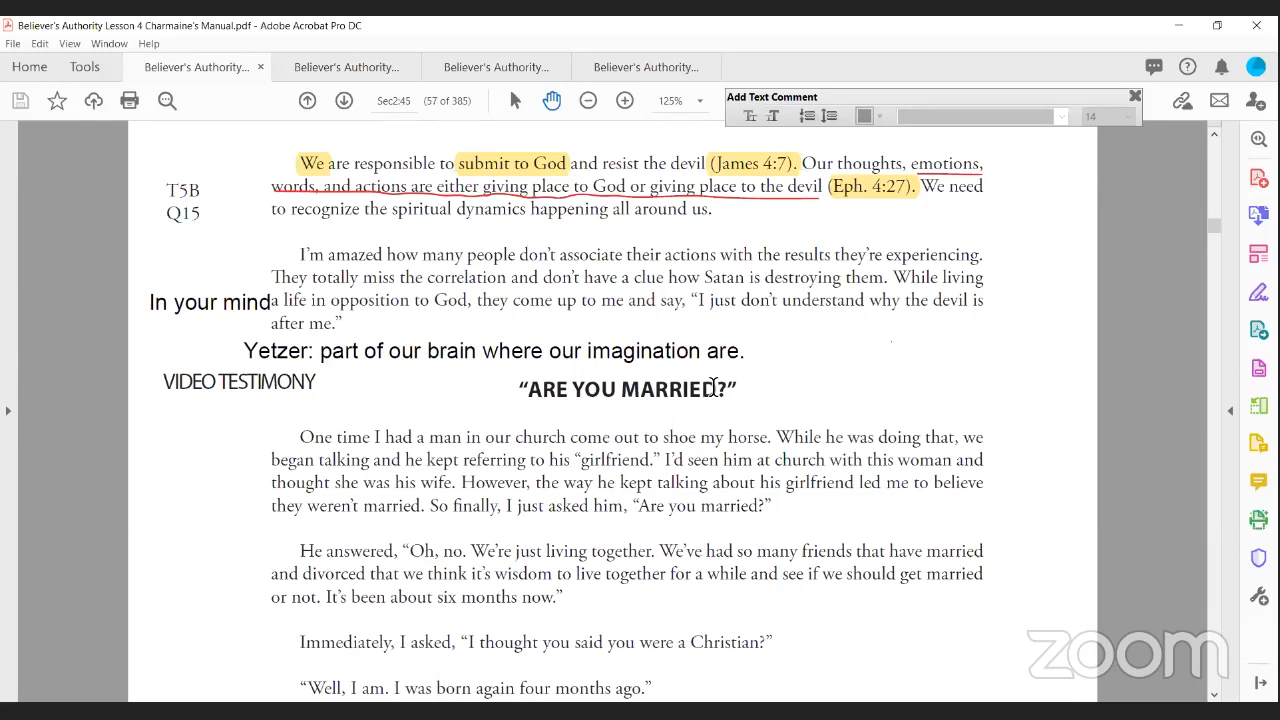 Believer's Authority Lesson 4 Charmaine's Manual.pdf - Adobe Acrobat Pro DC
File Edit View Window Help
Home Tools Believer's Authority... × Believer's Authority... Believer's Authority... Believer's Authority...
Sec2:45 (57 of 385) 125%
Add Text Comment
14
We are responsible to submit to God and resist the devil (James 4:7). Our thoughts, emotions,
T5B words, and actions are either giving place to God or giving place to the devil (Eph. 4:27). We need
Q15 to recognize the spiritual dynamics happening all around us.
I'm amazed how many people don't associate their actions with the results they're experiencing.
They totally miss the correlation and don't have a clue how Satan is destroying them. While living
In your mind a life in opposition to God, they come up to me and say, “I just don't understand why the devil is
after me.”
Yetzer: part of our brain where our imagination are.
VIDEO TESTIMONY
“ARE YOU MARRIED?”
One time I had a man in our church come out to shoe my horse. While he was doing that, we
began talking and he kept referring to his “girlfriend.” I'd seen him at church with this woman and
thought she was his wife. However, the way he kept talking about his girlfriend led me to believe
they weren't married. So finally, I just asked him, “Are you married?”
He answered, “Oh, no. We're just living together. We've had so many friends that have married
and divorced that we think it's wisdom to live together for a while and see if we should get married
or not. It's been about six months now.”
Immediately, I asked, “I thought you said you were a Christian?”
“Well, I am. I was born again four months ago.”
zoom